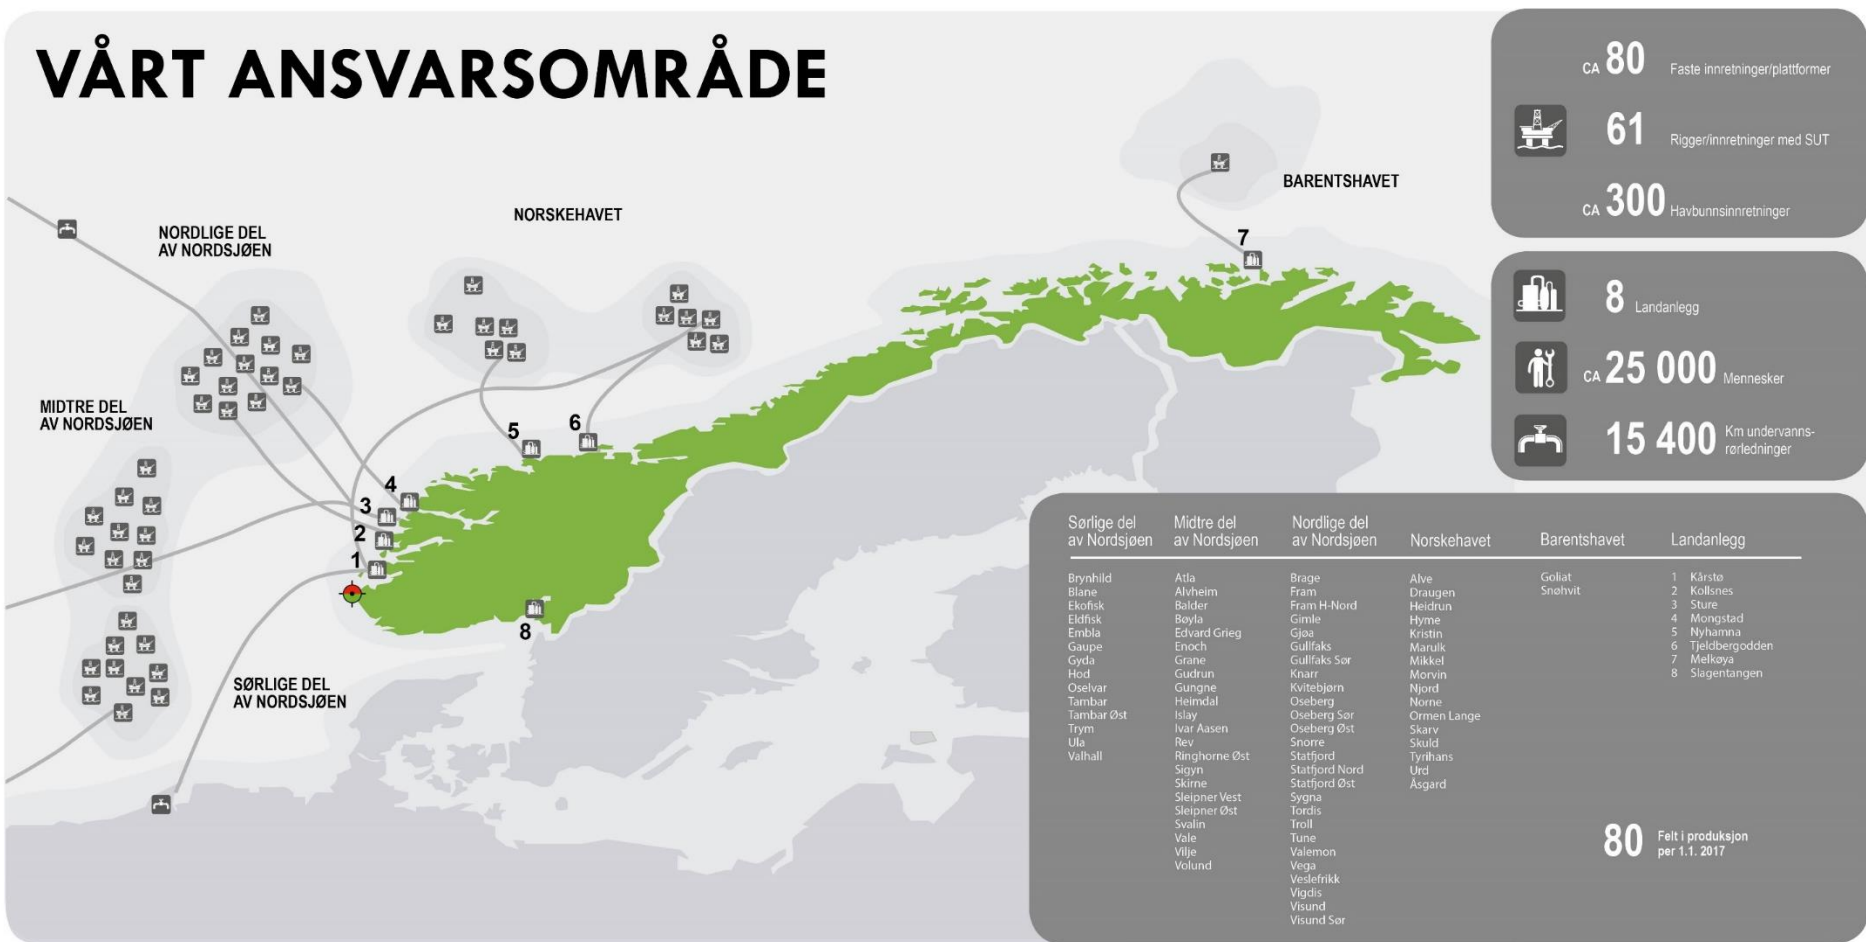 VÅRT ANSVARSOMRÅDE
CA 80 Faste innretninger/plattformer
61 Rigger/innretninger med SUT
CA 300 Havbunnsinnretninger
8 Landanlegg
CA 25 000 Mennesker
15 400 Km undervanns-
rørledninger
BARENTSHAVET
NORSKEHAVET
NORDLIGE DEL
AV NORDSJØEN
MIDTRE DEL
AV NORDSJØEN
SØRLIGE DEL
AV NORDSJØEN
7
6
5
4
3
2
1
8
Sørlige del
av Nordsjøen
Brynhild
Blane
Ekofisk
Eldfisk
Embla
Gaupe
Gyda
Hod
Oselvar
Tambar
Tambar Øst
Trym
Ula
Valhall
Midtre del
av Nordsjøen
Atla
Alvheim
Balder
Bøyla
Edvard Grieg
Enoch
Grane
Gudrun
Gungne
Heimdal
Islay
Ivar Aasen
Rev
Ringhorne Øst
Sigyn
Skirne
Sleipner Vest
Sleipner Øst
Svalin
Vale
Vilje
Volund
Nordlige del
av Nordsjøen
Brage
Fram
Fram H-Nord
Gimle
Gjøa
Gullfaks
Gullfaks Sør
Knarr
Kvitebjørn
Oseberg
Oseberg Sør
Oseberg Øst
Snorre
Statfjord
Statfjord Nord
Statfjord Øst
Sygna
Tordis
Troll
Tune
Valemon
Vega
Veslefrikk
Vigdis
Visund
Visund Sør
Norskehavet
Alve
Draugen
Heidrun
Hyme
Kristin
Marulk
Mikkel
Morvin
Njord
Norne
Ormen Lange
Skarv
Skuld
Tyrihans
Urd
Åsgard
Barentshavet
Goliat
Snøhvit
Landanlegg
1 Kårstø
2 Kollsnes
3 Sture
4 Mongstad
5 Nyhamna
6 Tjeldbergodden
7 Melkøya
8 Slagentangen
80 Felt i produksjon
per 1.1. 2017